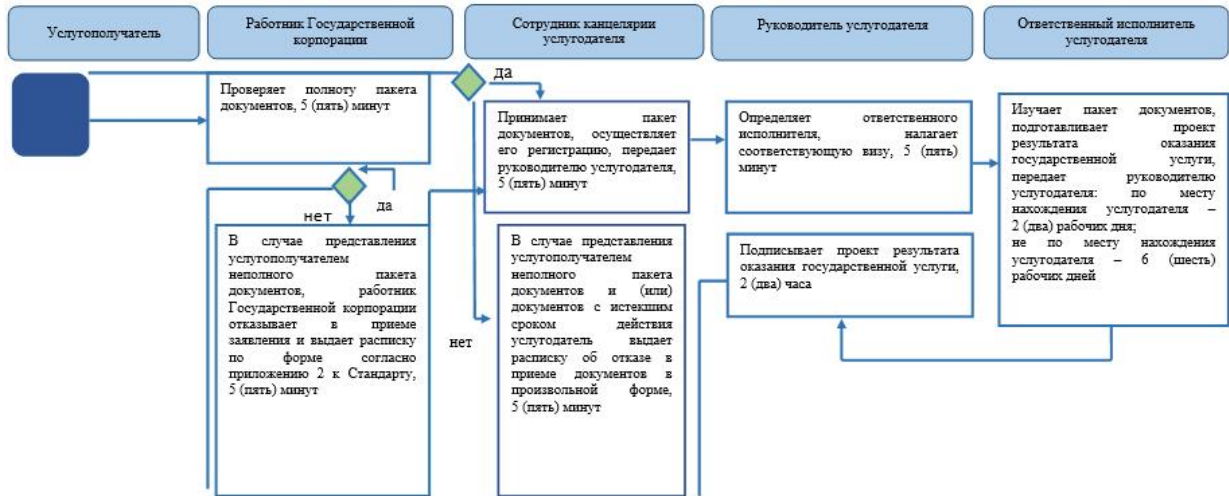 Услугополучатель
Работник Государственной
корпорации
Сотрудник канцелярии
услугодателя
Руководитель услугодателя
Ответственный исполнитель
услугодателя
Проверяет полноту пакета
документов, 5 (пять) минут
да
Принимает пакет
документов, осуществляет
его регистрацию, передает
руководителю услугодателя,
5 (пять) минут
Определяет ответственного
исполнителя, налагает
соответствующую визу, 5 (пять)
минут
Изучает пакет документов,
подготавливает проект
результата оказания
государственной услуги,
передает руководителю
услугодателя: по месту
нахождения услугодателя –
2 (два) рабочих дня;
не по месту нахождения
услугодателя – 6 (шесть)
рабочих дней
да
нет
В случае представления
услугополучателем
неполного пакета
документов, работник
Государственной корпорации
отказывает в приеме
заявления и выдает расписку
по форме согласно
приложению 2 к Стандарту,
5 (пять) минут
нет
В случае представления
услугополучателем
неполного пакета
документов и (или)
документов с истекшим
сроком действия
услугодатель выдает
расписку об отказе в
приеме документов в
произвольной форме,
5 (пять) минут
Подписывает проект результата
оказания государственной услуги,
2 (два) часа